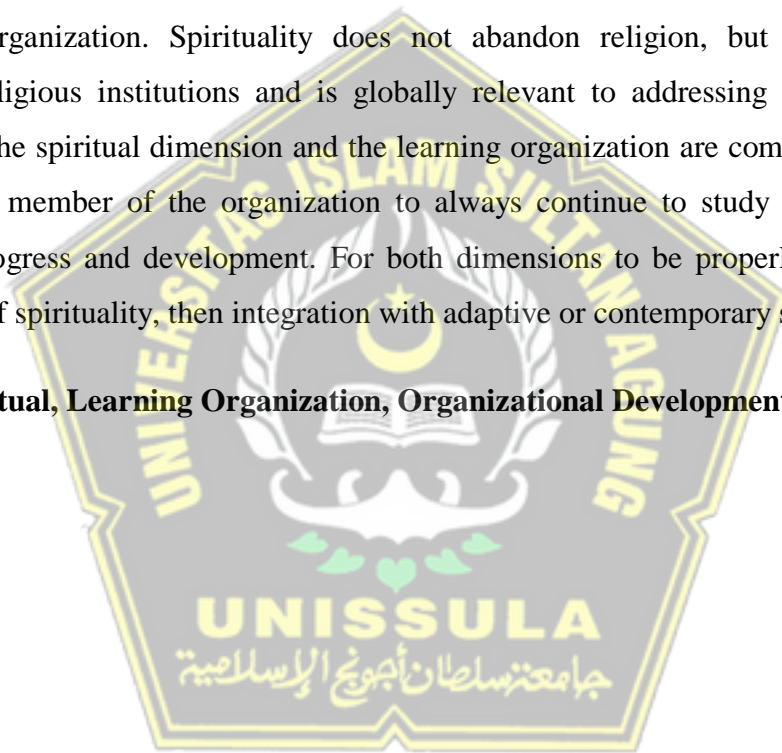 rganization. Spirituality does not abandon religion, but
ligious institutions and is globally relevant to addressing
he spiritual dimension and the learning organization are com
member of the organization to always continue to study
ogress and development. For both dimensions to be properl
f spirituality, then integration with adaptive or contemporary s
tual, Learning Organization, Organizational Development
UNIVERSITAS ISLAM SULTAN AGUNG
UNISSULA
جامعة سلطان أجونج الإسلامية